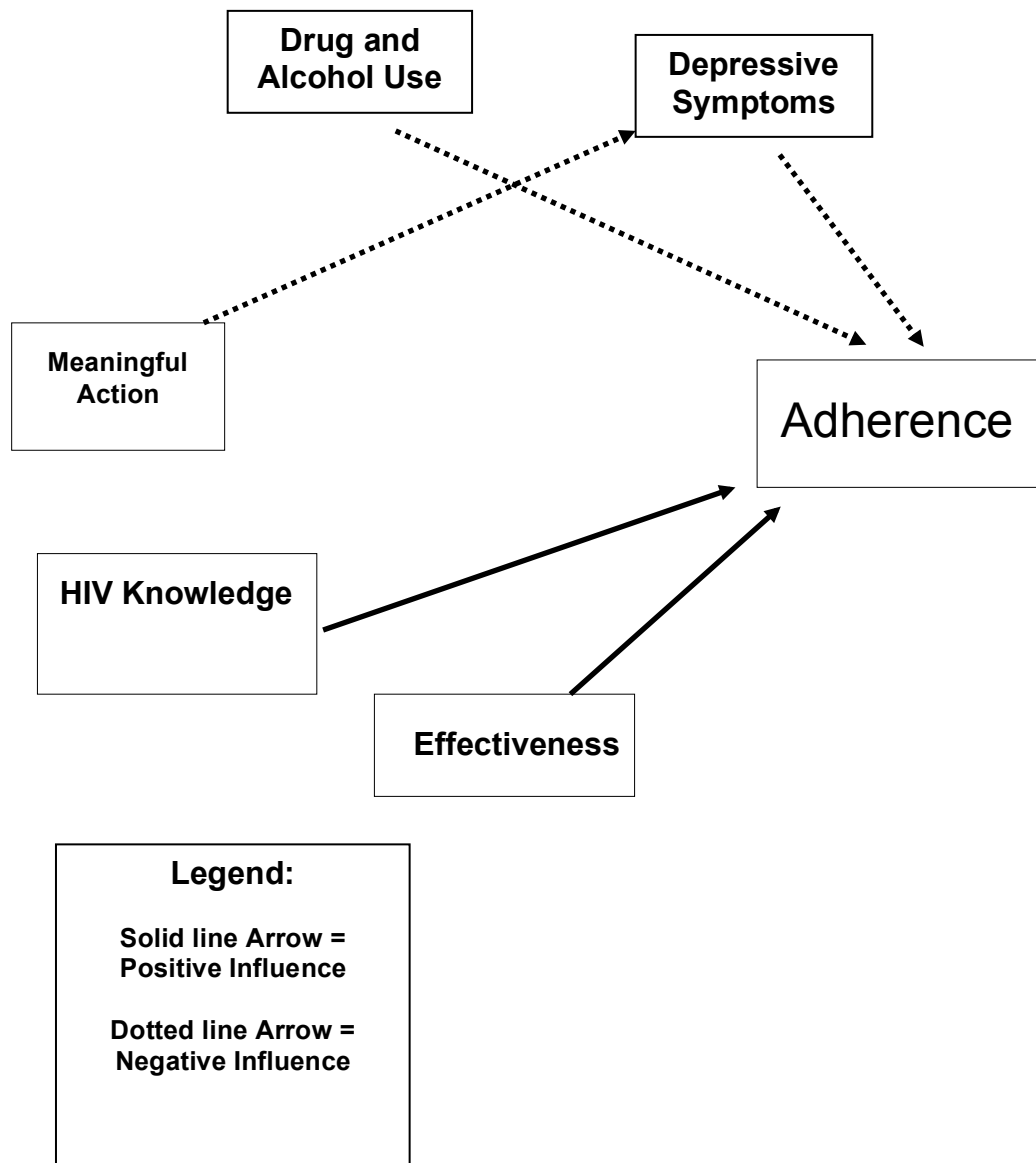 Drug and
Alcohol Use
Depressive
Symptoms
Meaningful
Action
Adherence
HIV Knowledge
Effectiveness
Legend:
Solid line Arrow =
Positive Influence
Dotted line Arrow =
Negative Influence